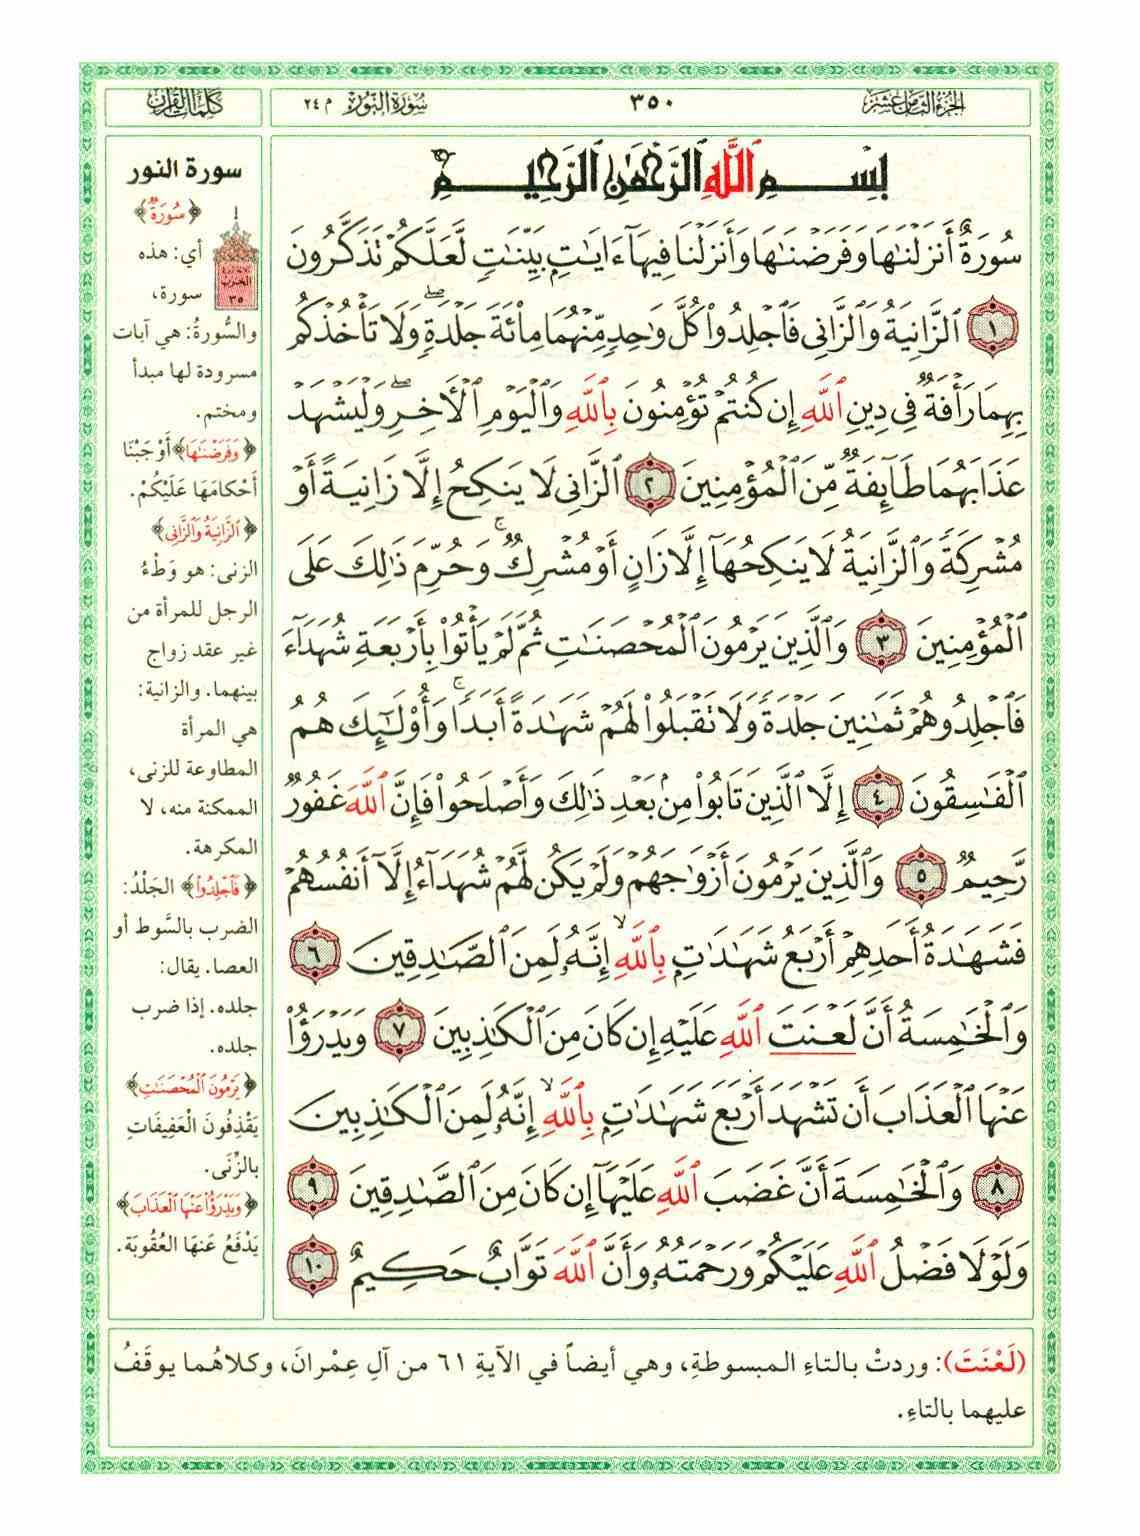 الجزء الثامن عشر
٣٥٠
سورة النور م ٢٤
كلمات القرآن
بِسْمِ ٱللَّهِ ٱلرَّحْمَٰنِ ٱلرَّحِيمِ
سُورَةٌ أَنزَلْنَٰهَا وَفَرَضْنَٰهَا وَأَنزَلْنَا فِيهَآ ءَايَٰتٍۭ بَيِّنَٰتٍ لَّعَلَّكُمْ تَذَكَّرُونَ
١ ٱلزَّانِيَةُ وَٱلزَّانِى فَٱجْلِدُوا۟ كُلَّ وَٰحِدٍ مِّنْهُمَا مِا۟ئَةَ جَلْدَةٍ ۖ وَلَا تَأْخُذْكُم
بِهِمَا رَأْفَةٌ فِى دِينِ ٱللَّهِ إِن كُنتُمْ تُؤْمِنُونَ بِٱللَّهِ وَٱلْيَوْمِ ٱلْءَاخِرِ ۖ وَلْيَشْهَدْ
عَذَابَهُمَا طَآئِفَةٌ مِّنَ ٱلْمُؤْمِنِينَ ٢ ٱلزَّانِى لَا يَنكِحُ إِلَّا زَانِيَةً أَوْ
مُشْرِكَةً وَٱلزَّانِيَةُ لَا يَنكِحُهَآ إِلَّا زَانٍ أَوْ مُشْرِكٌ ۚ وَحُرِّمَ ذَٰلِكَ عَلَى
ٱلْمُؤْمِنِينَ ٣ وَٱلَّذِينَ يَرْمُونَ ٱلْمُحْصَنَٰتِ ثُمَّ لَمْ يَأْتُوا۟ بِأَرْبَعَةِ شُهَدَآءَ
فَٱجْلِدُوهُمْ ثَمَٰنِينَ جَلْدَةً وَلَا تَقْبَلُوا۟ لَهُمْ شَهَٰدَةً أَبَدًا ۚ وَأُو۟لَٰٓئِكَ هُمُ
ٱلْفَٰسِقُونَ ٤ إِلَّا ٱلَّذِينَ تَابُوا۟ مِنۢ بَعْدِ ذَٰلِكَ وَأَصْلَحُوا۟ فَإِنَّ ٱللَّهَ غَفُورٌ
رَّحِيمٌ ٥ وَٱلَّذِينَ يَرْمُونَ أَزْوَٰجَهُمْ وَلَمْ يَكُن لَّهُمْ شُهَدَآءُ إِلَّآ أَنفُسُهُمْ
فَشَهَٰدَةُ أَحَدِهِمْ أَرْبَعُ شَهَٰدَٰتٍۭ بِٱللَّهِ ۙ إِنَّهُۥ لَمِنَ ٱلصَّٰدِقِينَ ٦
وَٱلْخَٰمِسَةُ أَنَّ لَعْنَتَ ٱللَّهِ عَلَيْهِ إِن كَانَ مِنَ ٱلْكَٰذِبِينَ ٧ وَيَدْرَؤُا۟
عَنْهَا ٱلْعَذَابَ أَن تَشْهَدَ أَرْبَعَ شَهَٰدَٰتٍۭ بِٱللَّهِ ۙ إِنَّهُۥ لَمِنَ ٱلْكَٰذِبِينَ
٨ وَٱلْخَٰمِسَةَ أَنَّ غَضَبَ ٱللَّهِ عَلَيْهَآ إِن كَانَ مِنَ ٱلصَّٰدِقِينَ ٩
وَلَوْلَا فَضْلُ ٱللَّهِ عَلَيْكُمْ وَرَحْمَتُهُۥ وَأَنَّ ٱللَّهَ تَوَّابٌ حَكِيمٌ ١٠
سورة النور
﴿سُورَةٌ﴾
أي: هذه
سورة،
والسُّورةُ: هي آيات
مسرودة لها مبدأ
ومختم.
﴿وَفَرَضْنَٰهَا﴾ أَوْجَبْنَا
أَحْكامَهَا عَلَيْكُمْ.
﴿ٱلزَّانِيَةُ وَٱلزَّانِى﴾
الزنى: هو وَطْءُ
الرجل للمرأة من
غير عقد زواج
بينهما. والزانية:
هي المرأة
المطاوعة للزنى،
الممكنة منه، لا
المكرهة.
﴿فَٱجْلِدُوا۟﴾ الجَلْدُ:
الضرب بالسَّوط أو
العصا. يقال:
جلده. إذا ضرب
جلده.
﴿يَرْمُونَ ٱلْمُحْصَنَٰتِ﴾
يَقْذِفُونَ الْعَفِيفَاتِ
بالزِّنَى.
﴿وَيَدْرَؤُا۟ عَنْهَا ٱلْعَذَابَ﴾
يَدْفَعُ عَنهَا العُقُوبَة.
الحزب
٣٥
(لَعْنَتَ): وردتْ بالتاءِ المبسوطةِ، وهي أيضاً في الآيةِ ٦١ من آلِ عِمْرانَ، وكلاهُما يوقَفُ
عليهما بالتاءِ.